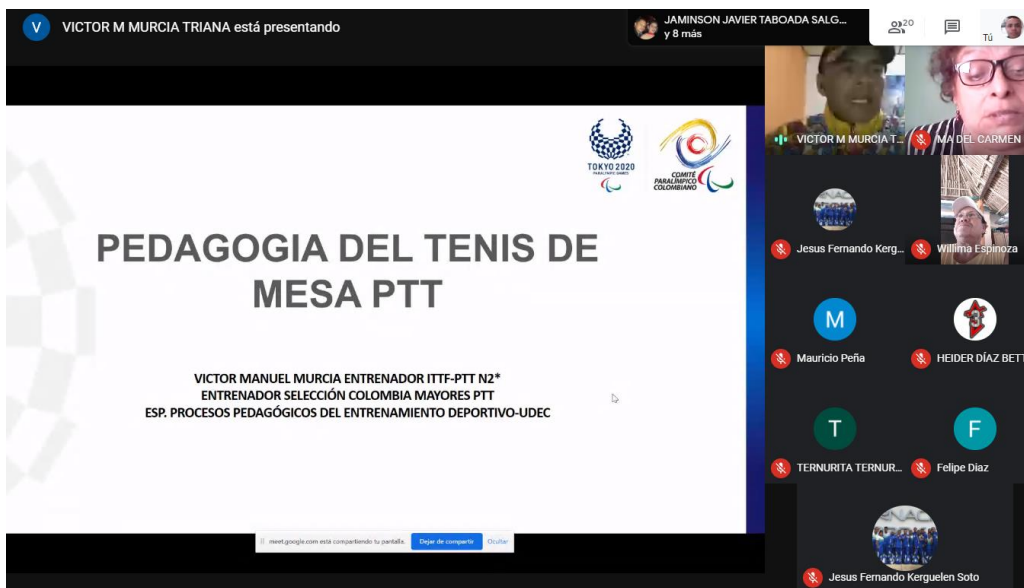 V VICTOR M MURCIA TRIANA está presentando
JAMINSON JAVIER TABOADA SALG...
y 8 más
20
Tú
TOKYO 2020
PARALYMPIC GAMES
COMITÉ
PARALÍMPICO
COLOMBIANO
PEDAGOGIA DEL TENIS DE
MESA PTT
VICTOR MANUEL MURCIA ENTRENADOR ITTF-PTT N2*
ENTRENADOR SELECCIÓN COLOMBIA MAYORES PTT
ESP. PROCESOS PEDAGÓGICOS DEL ENTRENAMIENTO DEPORTIVO-UDEC
meet.google.com está compartiendo tu pantalla.
Dejar de compartir
Ocultar
VICTOR M MURCIA T...
MA DEL CARMEN
Jesus Fernando Kerg...
Willima Espinoza
M
Mauricio Peña
3
HEIDER DÍAZ BETT
T
TERNURITA TERNUR...
F
Felipe Diaz
Jesus Fernando Kerguelen Soto